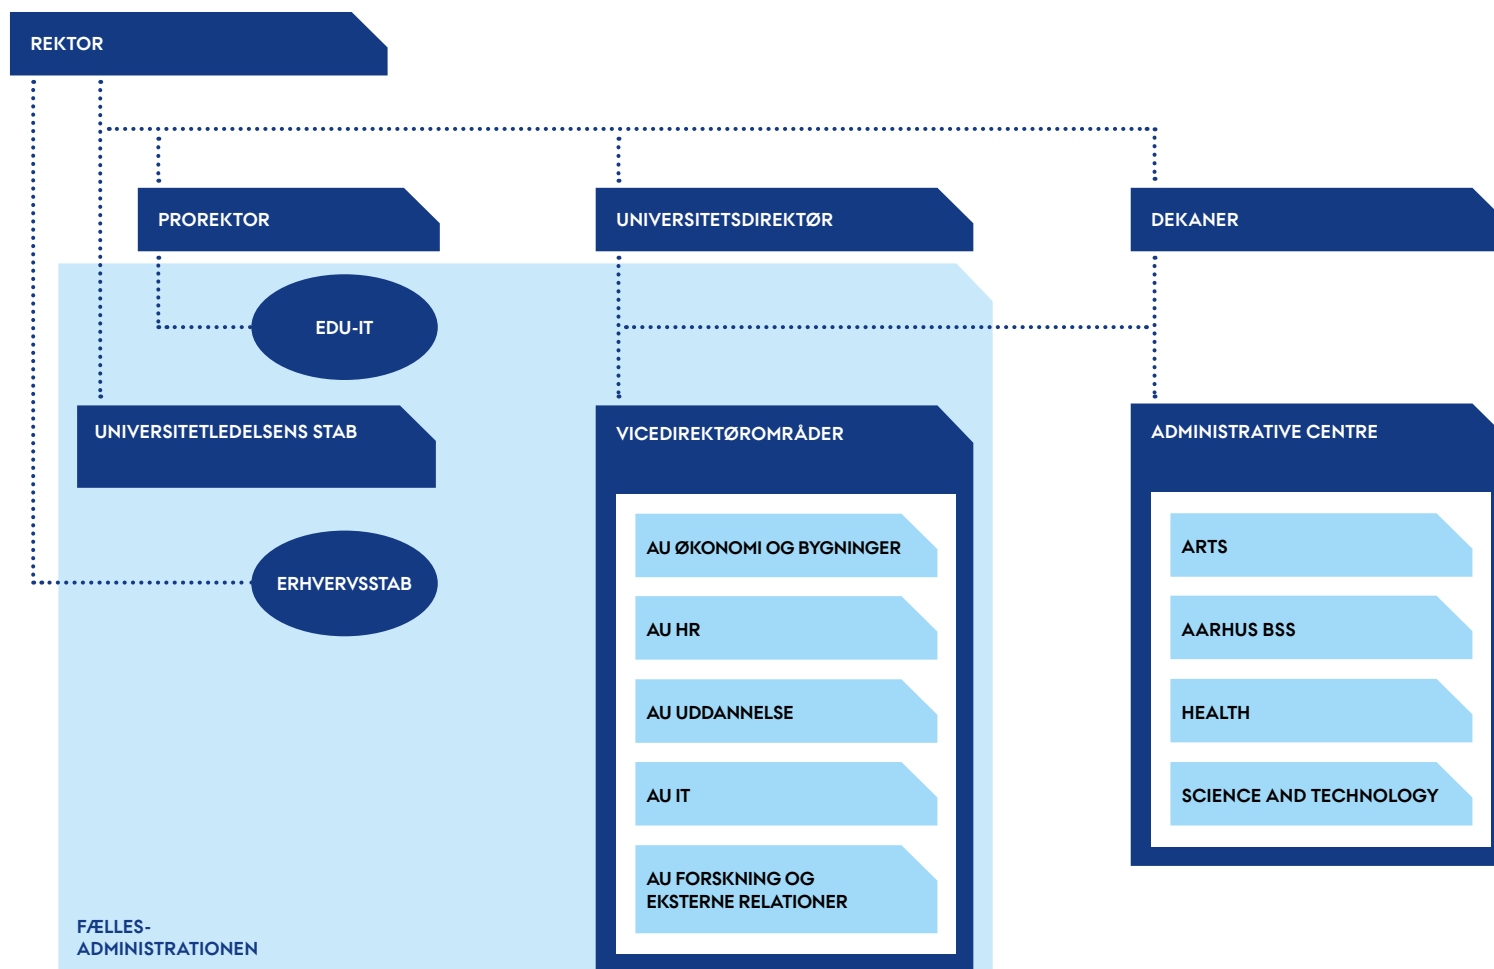 REKTOR
PROREKTOR
UNIVERSITETSDIREKTØR
DEKANER
EDU-IT
UNIVERSITETLEDELSENS STAB
ERHVERVSSTAB
VICEDIREKTØROMRÅDER
AU ØKONOMI OG BYGNINGER
AU HR
AU UDDANNELSE
AU IT
AU FORSKNING OG
EKSTERNE RELATIONER
ADMINISTRATIVE CENTRE
ARTS
AARHUS BSS
HEALTH
SCIENCE AND TECHNOLOGY
FÆLLES-
ADMINISTRATIONEN